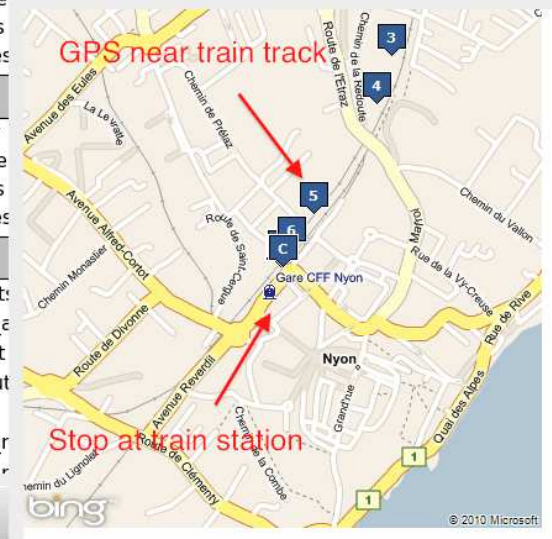 GPS near train track
Route de l'Etraz
Chemin de la Redoute
3
4
Avenue des Eules
La Levratte
Chemin de Prélaz
5
6
C
Route de Saint-Cergue
Marvol
Chemin du Vallon
Avenue Alfred-Cortot
Chemin Monastier
Gare CFF Nyon
Rue de la Vy-Creuse
Rue de Rive
Route de Divonne
Avenue Reverdil
Nyon
Grand'rue
Quai des Alpes
Stop at train station
Route de Clémenty
Chemin de la Combe
hemin du Lignolet
1
1
bing
© 2010 Microsoft